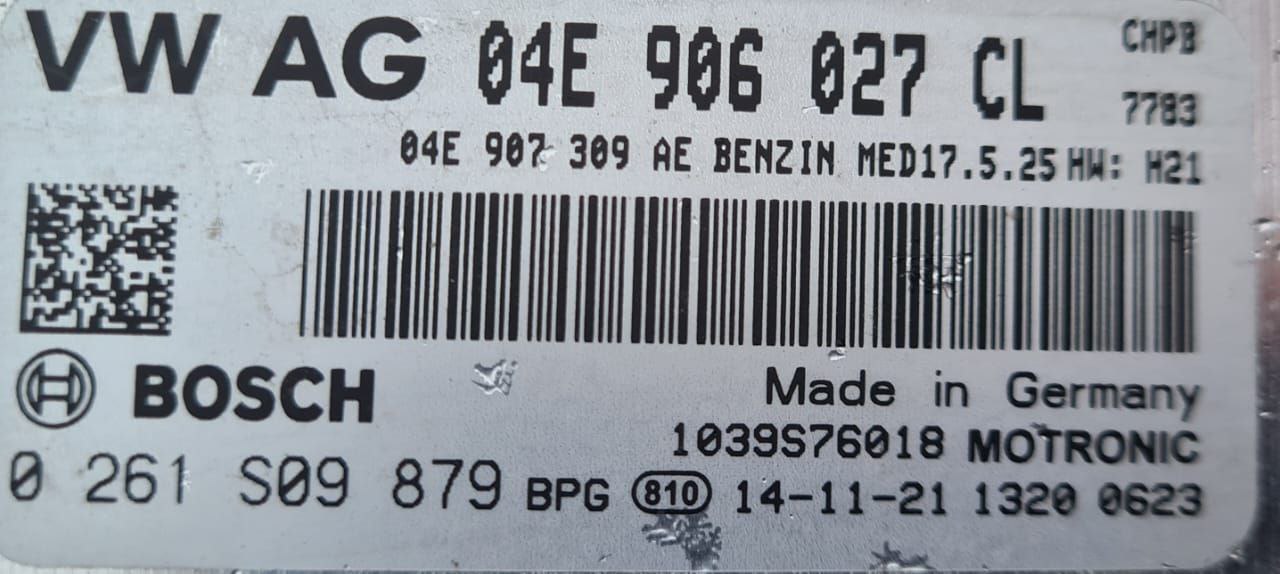 VW AG 04E 906 027 CL CHPB
7783
04E 907 309 AE BENZIN MED17.5.25 HW: H21
BOSCH
Made in Germany
1039S76018 MOTRONIC
0 261 S09 879 BPG 810 14-11-21 1320 0623